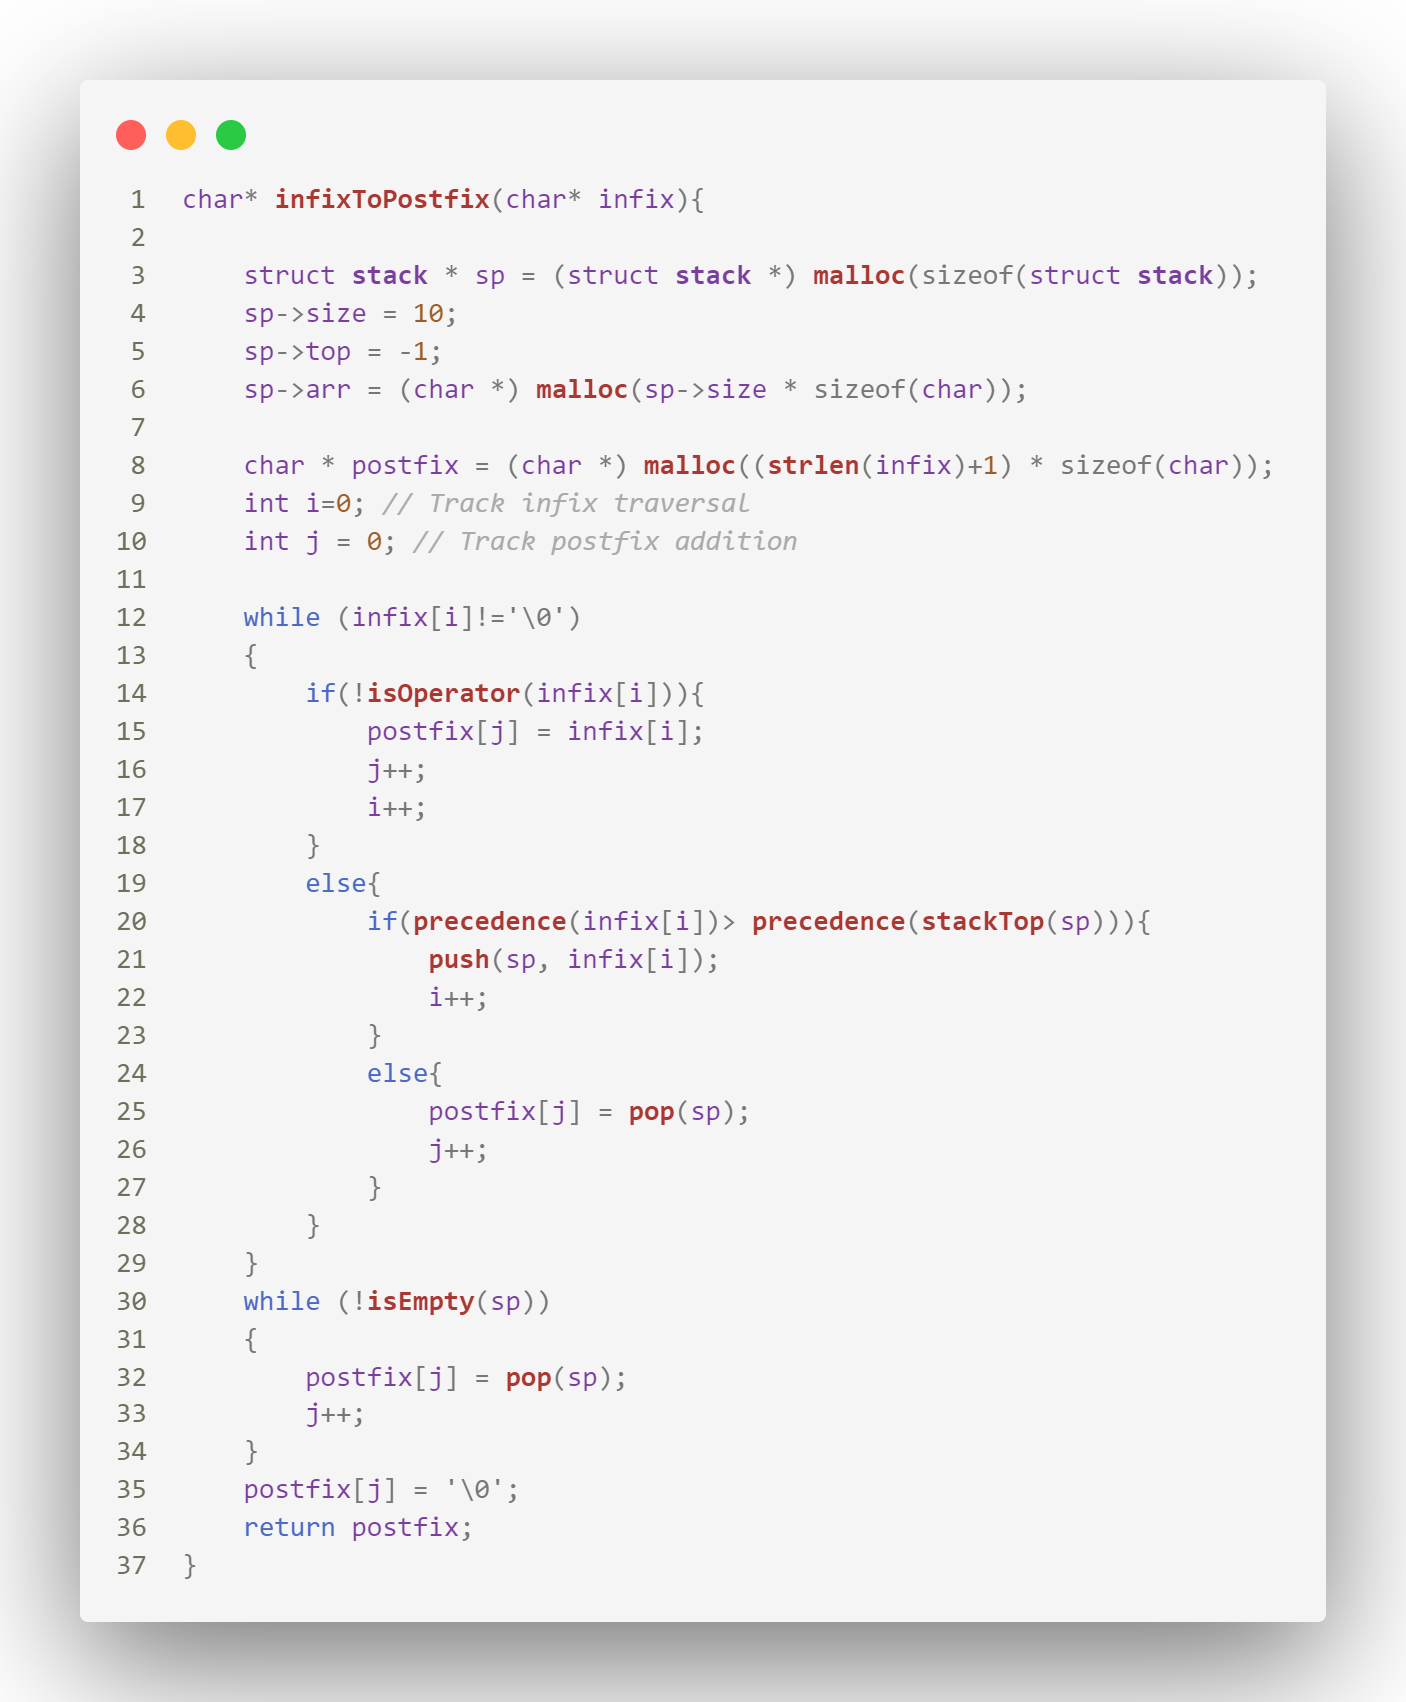 1 char* infixToPostfix(char* infix){
2
3     struct stack * sp = (struct stack *) malloc(sizeof(struct stack));
4     sp->size = 10;
5     sp->top = -1;
6     sp->arr = (char *) malloc(sp->size * sizeof(char));
7
8     char * postfix = (char *) malloc((strlen(infix)+1) * sizeof(char));
9     int i=0; // Track infix traversal
10     int j = 0; // Track postfix addition
11
12     while (infix[i]!='\0')
13     {
14         if(!isOperator(infix[i])){
15             postfix[j] = infix[i];
16             j++;
17             i++;
18         }
19         else{
20             if(precedence(infix[i])> precedence(stackTop(sp))){
21                 push(sp, infix[i]);
22                 i++;
23             }
24             else{
25                 postfix[j] = pop(sp);
26                 j++;
27             }
28         }
29     }
30     while (!isEmpty(sp))
31     {
32         postfix[j] = pop(sp);
33         j++;
34     }
35     postfix[j] = '\0';
36     return postfix;
37 }